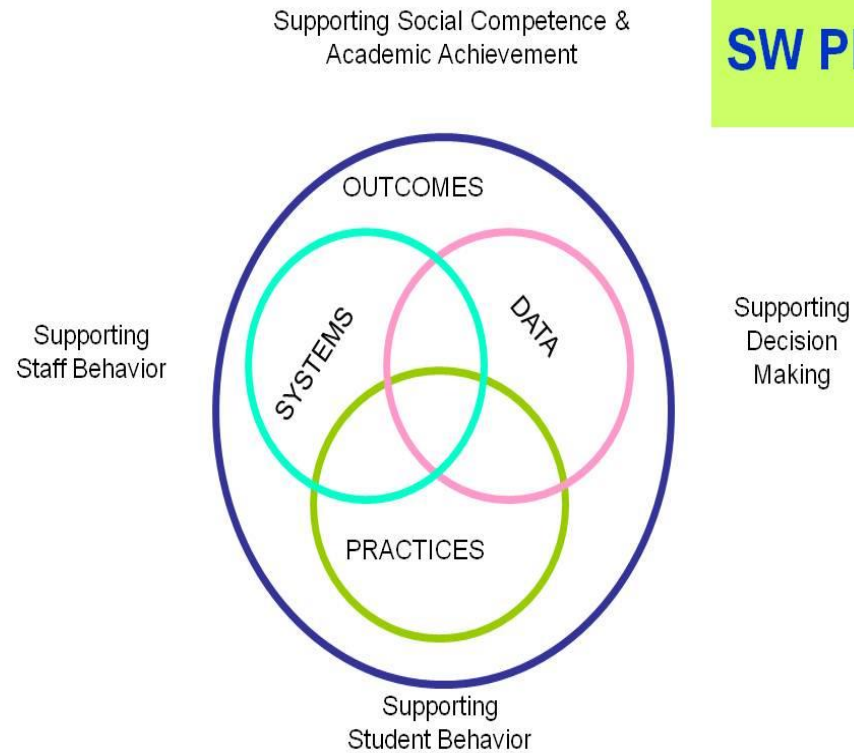 Supporting Social Competence &
Academic Achievement
SW
OUTCOMES
SYSTEMS
DATA
Supporting
Staff Behavior
Supporting
Decision
Making
PRACTICES
Supporting
Student Behavior